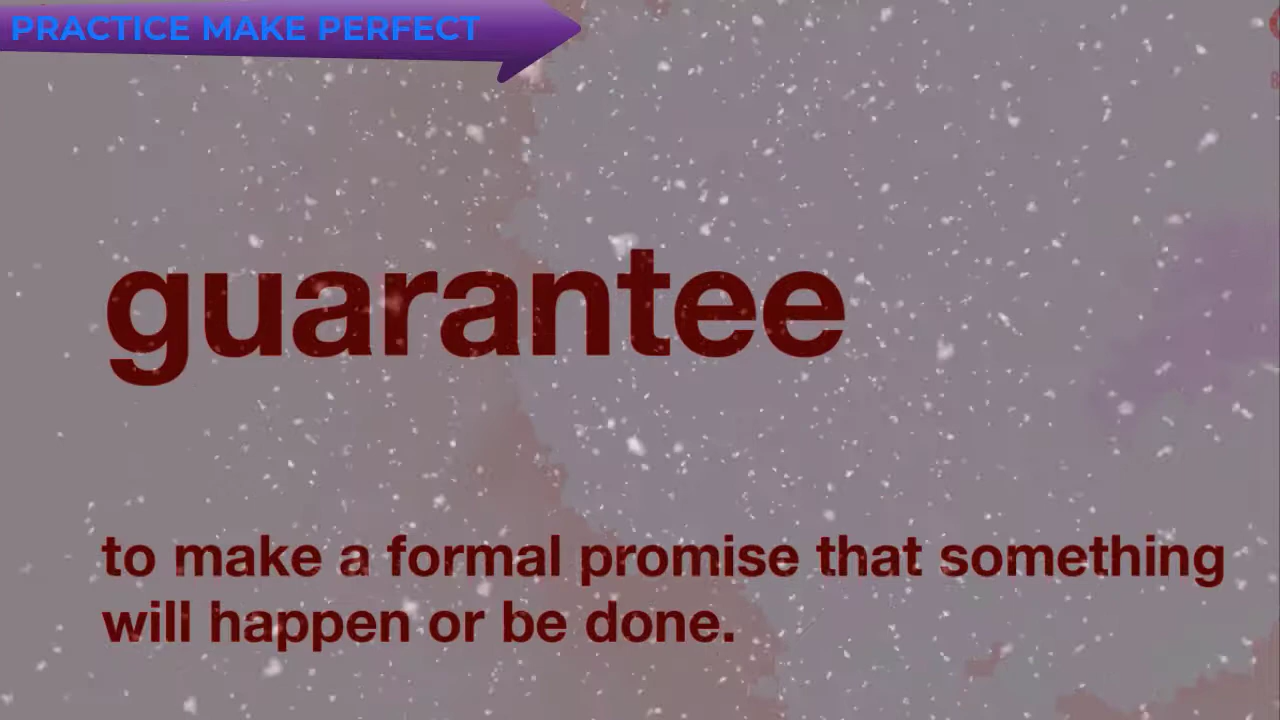 PRACTICE MAKE PERFECT
guarantee
to make a formal promise that something
will happen or be done.